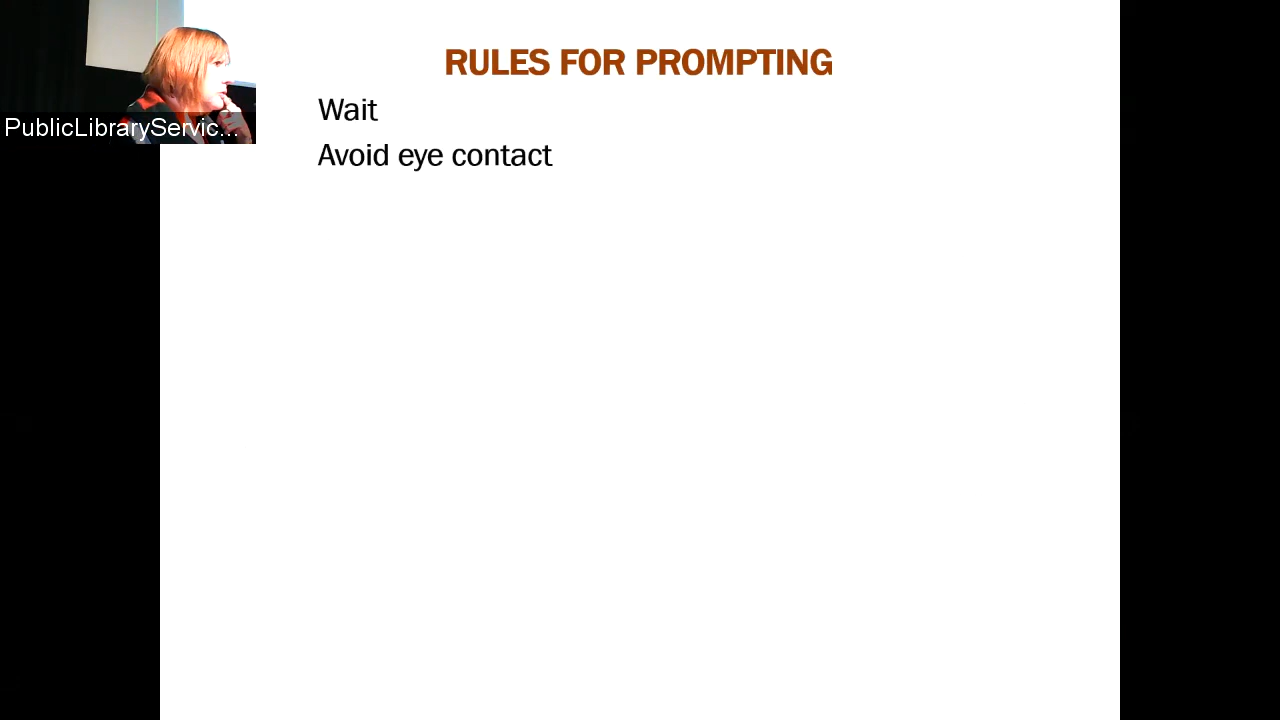 RULES FOR PROMPTING
Wait
Avoid eye contact
PublicLibraryServic...